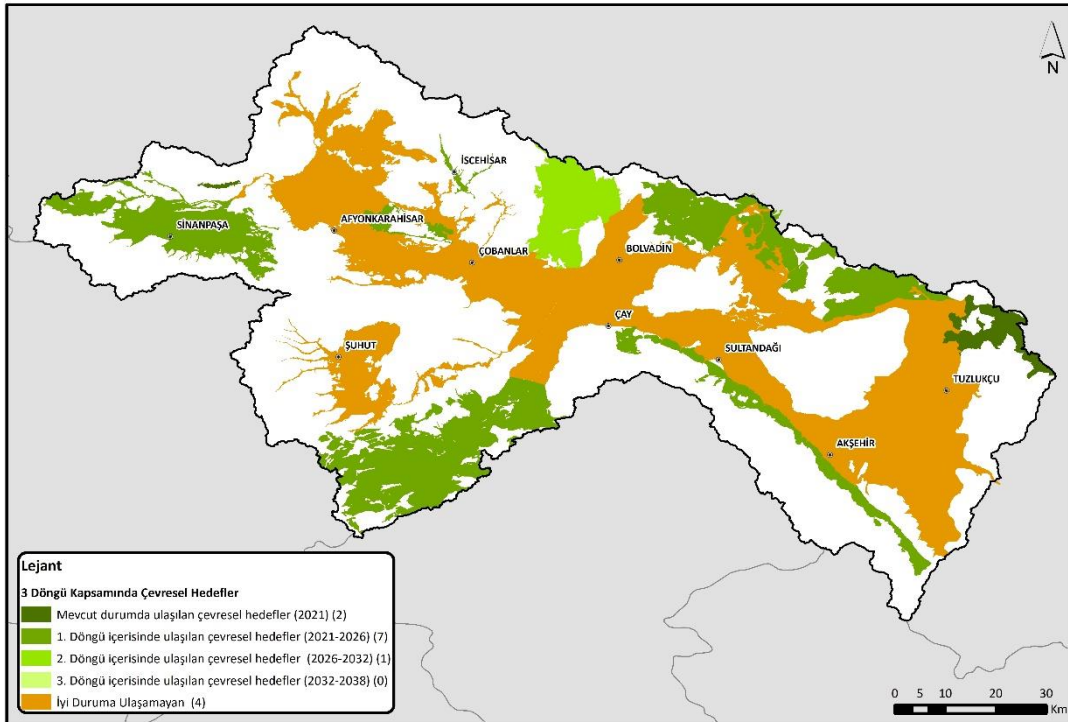 N
İSCEHİSAR
AFYONKARAHİSAR
SİNANPAŞA
ÇOBANLAR
BOLVADİN
ÇAY
ŞUHUT
SULTANDAĞI
TUZLUKÇU
AKŞEHİR
Lejant
3 Döngü Kapsamında Çevresel Hedefler
Mevcut durumda ulaşılan çevresel hedefler (2021) (2)
1. Döngü içerisinde ulaşılan çevresel hedefler (2021-2026) (7)
2. Döngü içerisinde ulaşılan çevresel hedefler (2026-2032) (1)
3. Döngü içerisinde ulaşılan çevresel hedefler (2032-2038) (0)
İyi Duruma Ulaşamayan (4)
0 5 10 20 30
Km